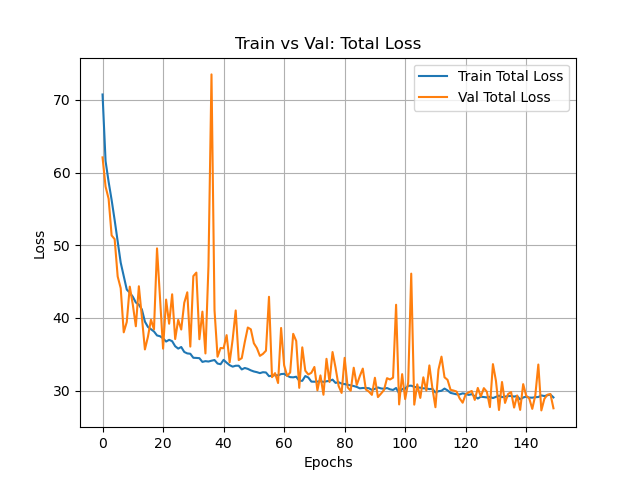 Train vs Val: Total Loss
Train Total Loss
Val Total Loss
Loss
70
60
50
40
30
0 20 40 60 80 100 120 140
Epochs